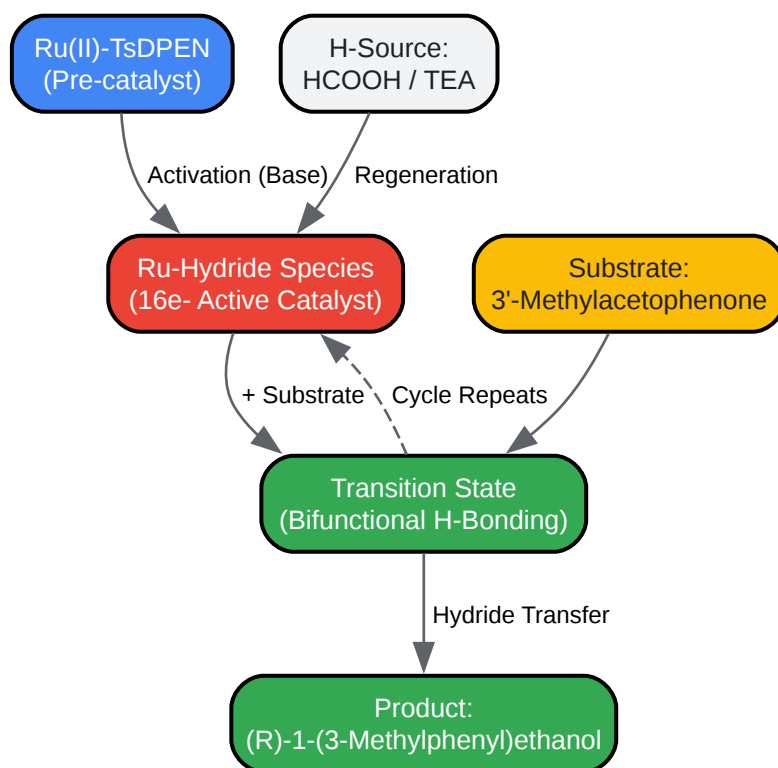 Ru(II)-TsDPEN
(Pre-catalyst)
H-Source:
HCOOH / TEA
Activation (Base)
Regeneration
Ru-Hydride Species
(16e- Active Catalyst)
Substrate:
3'-Methylacetophenone
+ Substrate
Cycle Repeats
Transition State
(Bifunctional H-Bonding)
Hydride Transfer
Product:
(R)-1-(3-Methylphenyl)ethanol